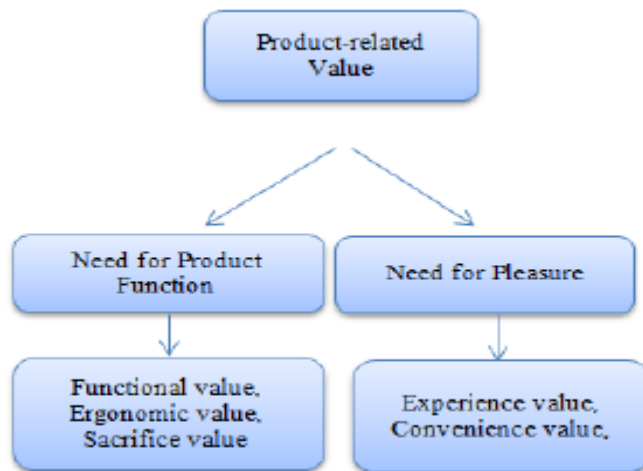 Product-related
Value
Need for Product
Function
Need for Pleasure
Functional value,
Ergonomic value,
Sacrifice value
Experience value,
Convenience value,